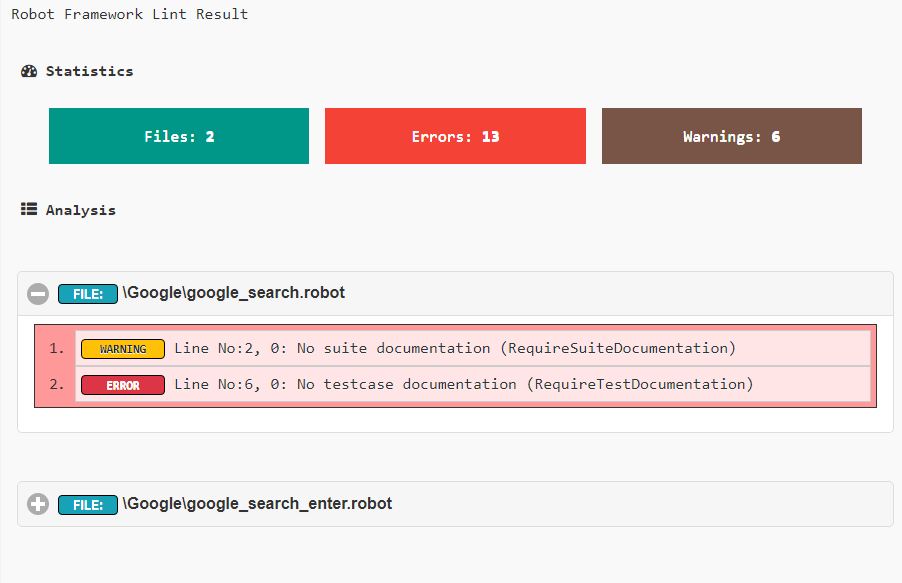 Robot Framework Lint Result
Statistics
Files: 2
Errors: 13
Warnings: 6
Analysis
FILE: \Google\google_search.robot
1. WARNING Line No:2, 0: No suite documentation (RequireSuiteDocumentation)
2. ERROR Line No:6, 0: No testcase documentation (RequireTestDocumentation)
FILE: \Google\google_search_enter.robot